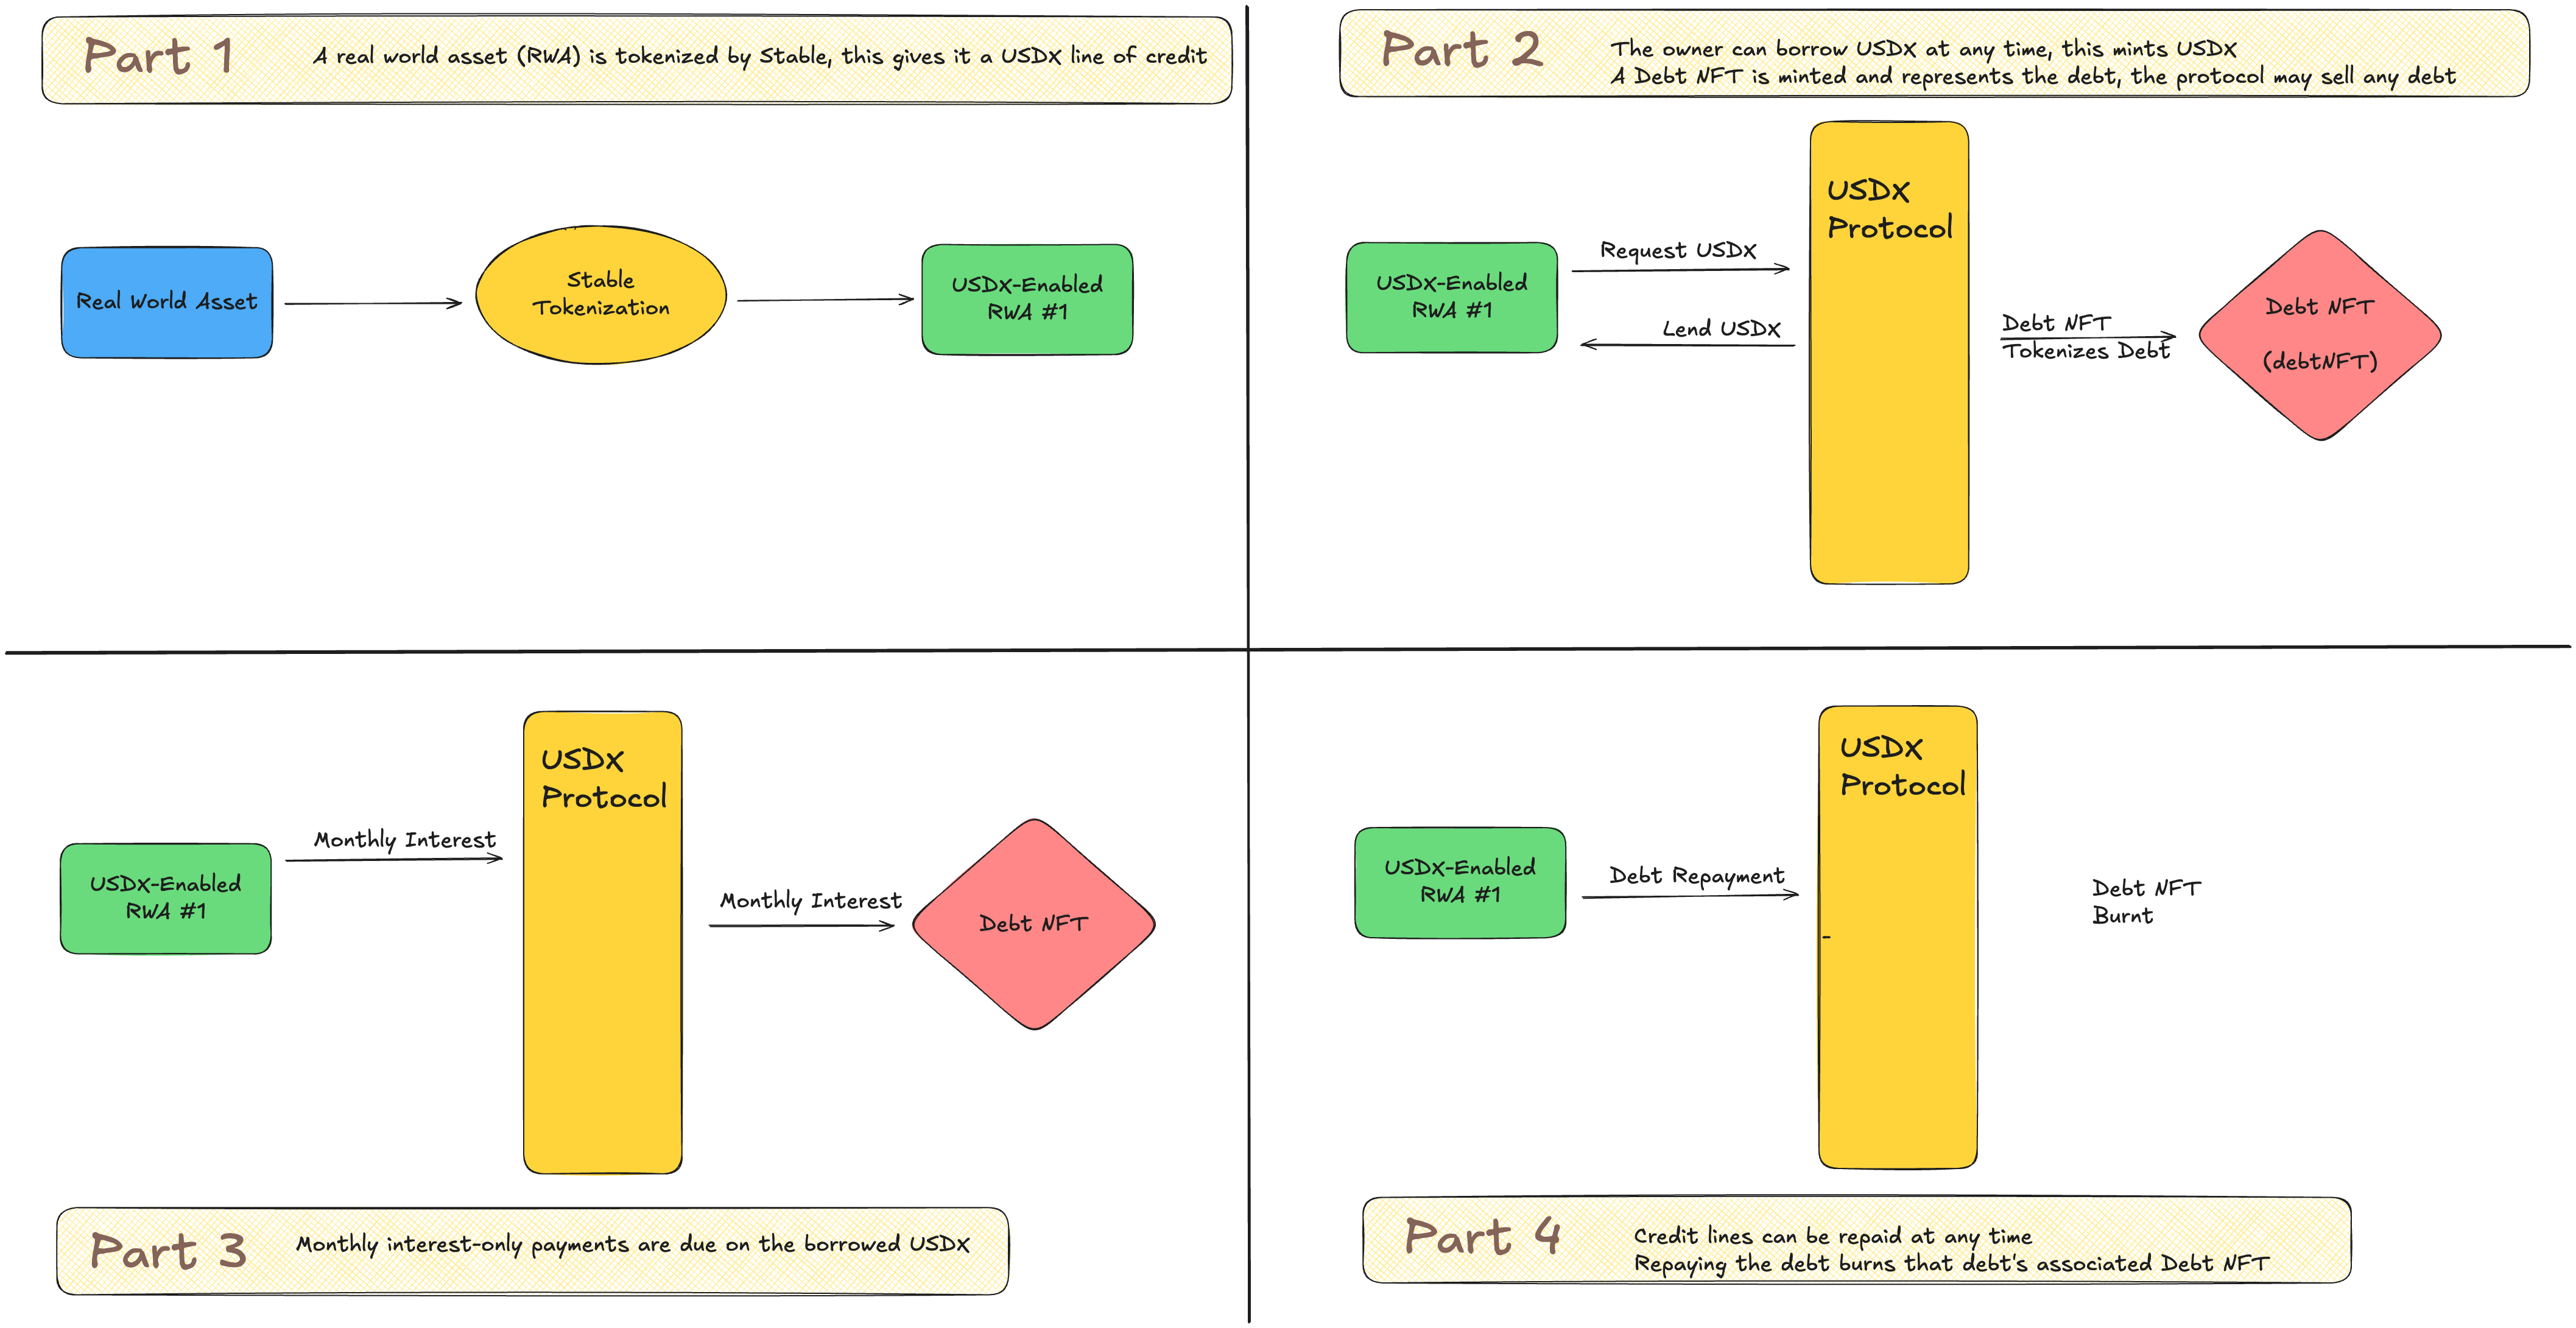 Part 1
A real world asset (RWA) is tokenized by Stable, this gives it a USDX line of credit
Real World Asset
Stable
Tokenization
USDX-Enabled
RWA #1
Part 2
The owner can borrow USDX at any time, this mints USDX
A Debt NFT is minted and represents the debt, the protocol may sell any debt
USDX-Enabled
RWA #1
Request USDX
Lend USDX
USDX
Protocol
Debt NFT
Tokenizes Debt
Debt NFT
(debtNFT)
USDX-Enabled
RWA #1
Monthly Interest
USDX
Protocol
Monthly Interest
Debt NFT
Part 3
Monthly interest-only payments are due on the borrowed USDX
USDX-Enabled
RWA #1
Debt Repayment
USDX
Protocol
Debt NFT
Burnt
Part 4
Credit lines can be repaid at any time
Repaying the debt burns that debt's associated Debt NFT